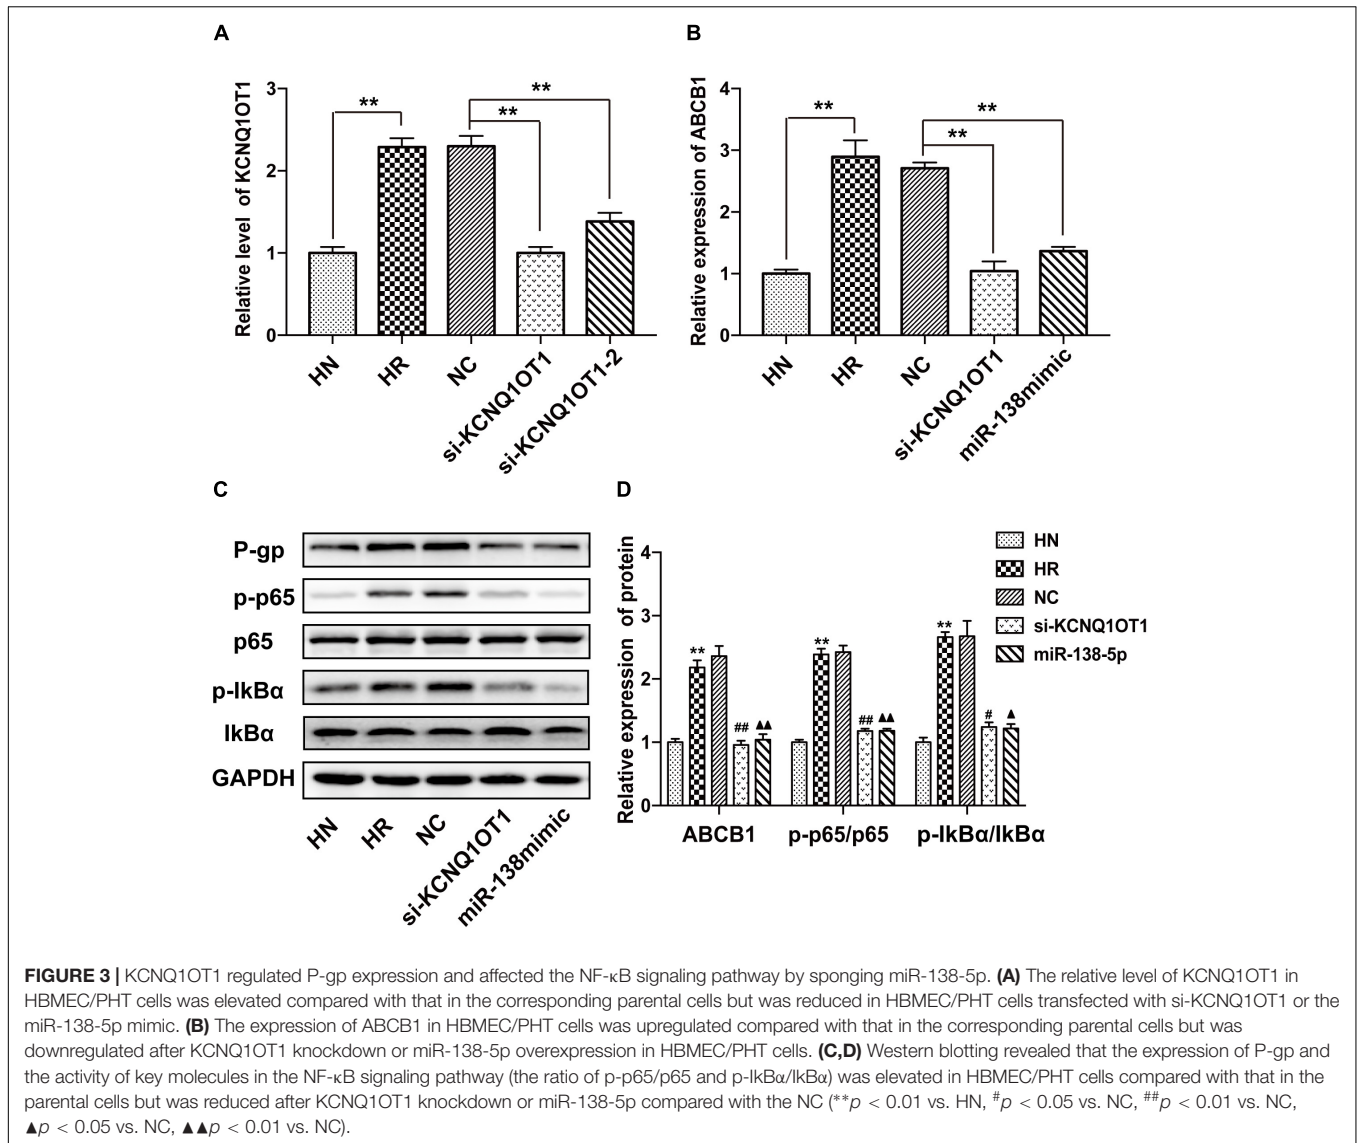 A
Relative level of KCNQ1OT1
3
2
1
0
**
**
**
HN
HR
NC
si-KCNQ1OT1
si-KCNQ1OT1-2
B
Relative expression of ABCB1
4
3
2
1
0
**
**
**
HN
HR
NC
si-KCNQ1OT1
miR-138mimic
C
P-gp
p-p65
p65
p-IkBα
IkBα
GAPDH
HN
HR
NC
si-KCNQ1OT1
miR-138mimic
D
Relative expression of protein
4
3
2
1
0
**
##
▲▲
**
##
▲▲
**
#
▲
ABCB1
p-p65/p65
p-IkBα/IkBα
HN
HR
NC
si-KCNQ1OT1
miR-138-5p
FIGURE 3 | KCNQ1OT1 regulated P-gp expression and affected the NF-κB signaling pathway by sponging miR-138-5p. (A) The relative level of KCNQ1OT1 in
HBMEC/PHT cells was elevated compared with that in the corresponding parental cells but was reduced in HBMEC/PHT cells transfected with si-KCNQ1OT1 or the
miR-138-5p mimic. (B) The expression of ABCB1 in HBMEC/PHT cells was upregulated compared with that in the corresponding parental cells but was
downregulated after KCNQ1OT1 knockdown or miR-138-5p overexpression in HBMEC/PHT cells. (C,D) Western blotting revealed that the expression of P-gp and
the activity of key molecules in the NF-κB signaling pathway (the ratio of p-p65/p65 and p-IkBα/IkBα) was elevated in HBMEC/PHT cells compared with that in the
parental cells but was reduced after KCNQ1OT1 knockdown or miR-138-5p compared with the NC (**p < 0.01 vs. HN, #p < 0.05 vs. NC, ##p < 0.01 vs. NC,
▲p < 0.05 vs. NC, ▲▲p < 0.01 vs. NC).